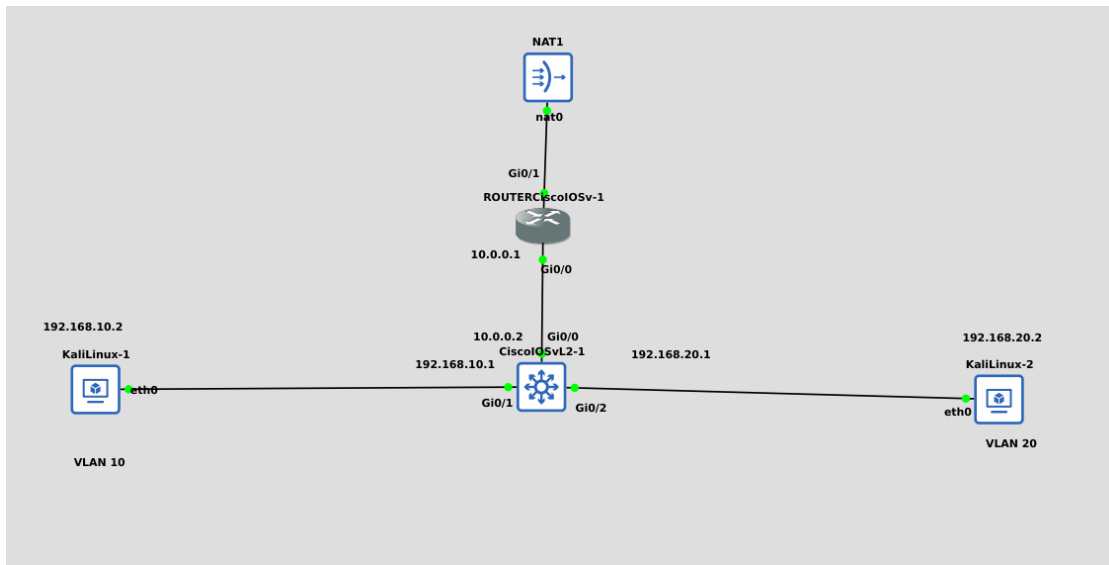 NAT1
nat0
Gi0/1
ROUTERCiscoIOSv-1
10.0.0.1
Gi0/0
192.168.10.2
KaliLinux-1
eth0
VLAN 10
10.0.0.2
Gi0/0
CiscoIOSvL2-1
192.168.10.1
192.168.20.1
Gi0/1
Gi0/2
192.168.20.2
KaliLinux-2
eth0
VLAN 20